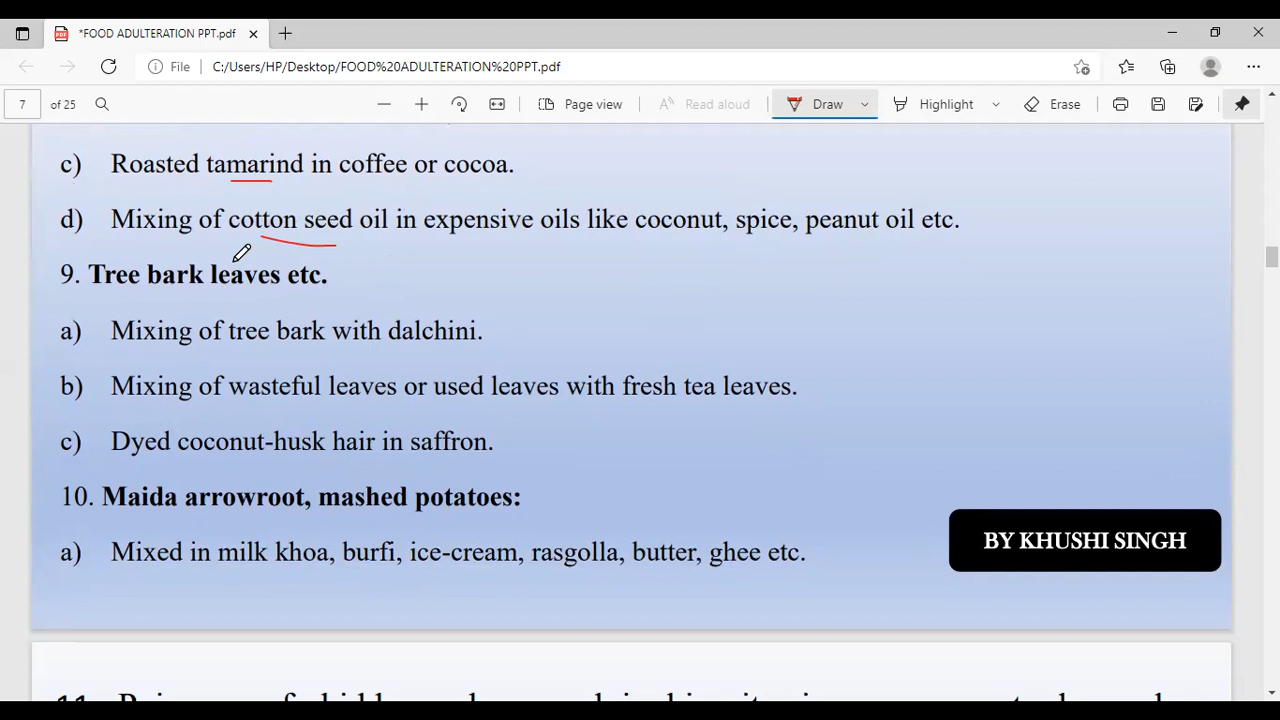 *FOOD ADULTERATION PPT.pdf
File C:/Users/HP/Desktop/FOOD%20ADULTERATION%20PPT.pdf
7 of 25 Page view Read aloud Draw Highlight Erase
c) Roasted tamarind in coffee or cocoa.
d) Mixing of cotton seed oil in expensive oils like coconut, spice, peanut oil etc.
9. Tree bark leaves etc.
a) Mixing of tree bark with dalchini.
b) Mixing of wasteful leaves or used leaves with fresh tea leaves.
c) Dyed coconut-husk hair in saffron.
10. Maida arrowroot, mashed potatoes:
BY KHUSHI SINGH
a) Mixed in milk khoa, burfi, ice-cream, rasgolla, butter, ghee etc.